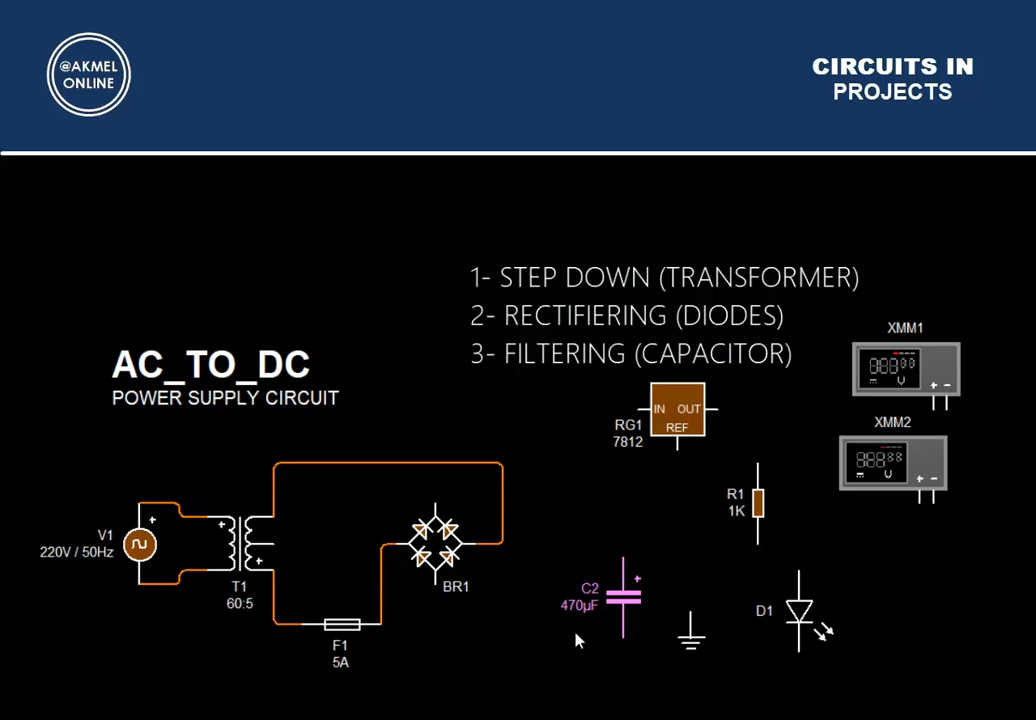 @AKMEL
ONLINE
CIRCUITS IN
PROJECTS
1- STEP DOWN (TRANSFORMER)
2- RECTIFIERING (DIODES)
3- FILTERING (CAPACITOR)
AC_TO_DC
POWER SUPPLY CIRCUIT
XMM1
V
+ -
XMM2
V
+ -
IN OUT
REF
RG1
7812
R1
1K
V1
220V / 50Hz
+
+
+
T1
60:5
BR1
F1
5A
C2
470µF
+
D1